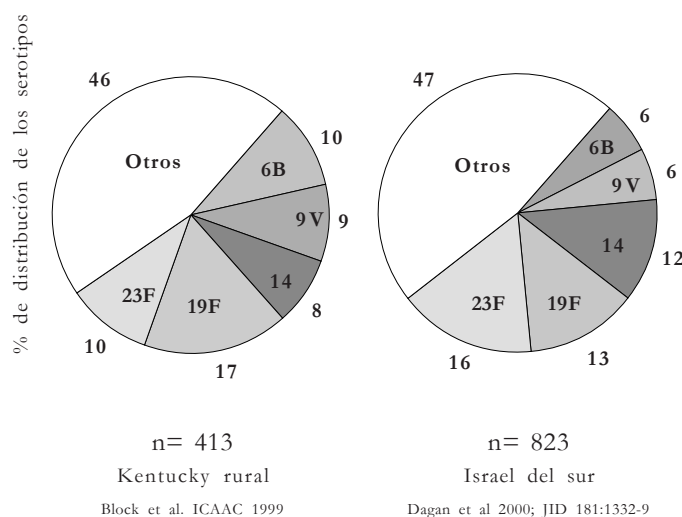 % de distribución de los serotipos
46
10
Otros
6B
9V
9
14
8
23F
19F
10
17
n= 413
Kentucky rural
Block et al. ICAAC 1999
47
6
Otros
6B
6
9V
14
12
23F
19F
16
13
n= 823
Israel del sur
Dagan et al 2000; JID 181:1332-9